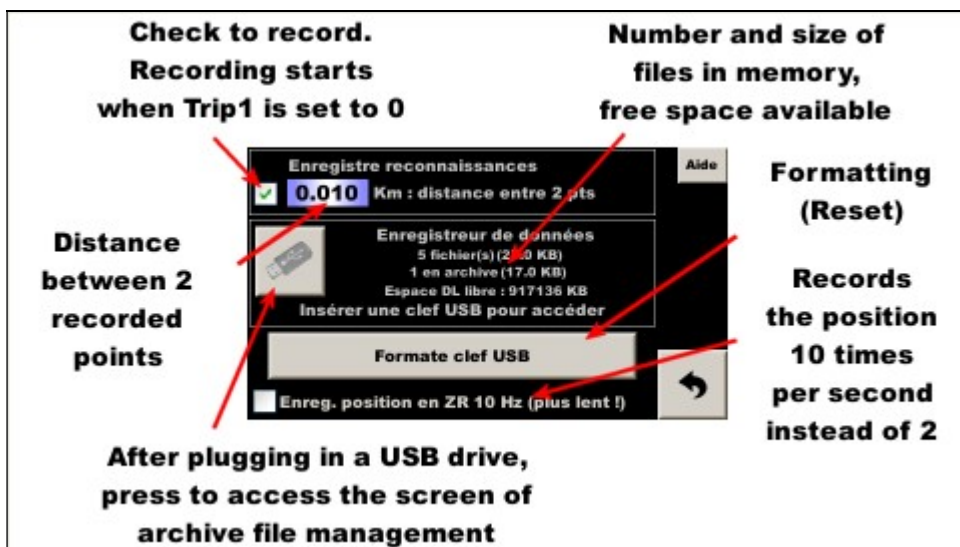 Check to record.
Recording starts
when Trip1 is set to 0
Number and size of
files in memory,
free space available
Enregistre reconnaissances
0.010 Km : distance entre 2 pts
Aide
Formatting
(Reset)
Distance
between 2
recorded
points
Enregistreur de données
5 fichier(s) KB)
1 en archive (17.0 KB)
Espace DL libre : 917136 KB
Insérer une clef USB pour accéder
Records
the position
10 times
per second
instead of 2
Formate clef USB
Enreg. position en ZR 10 Hz (plus lent !)
After plugging in a USB drive,
press to access the screen of
archive file management